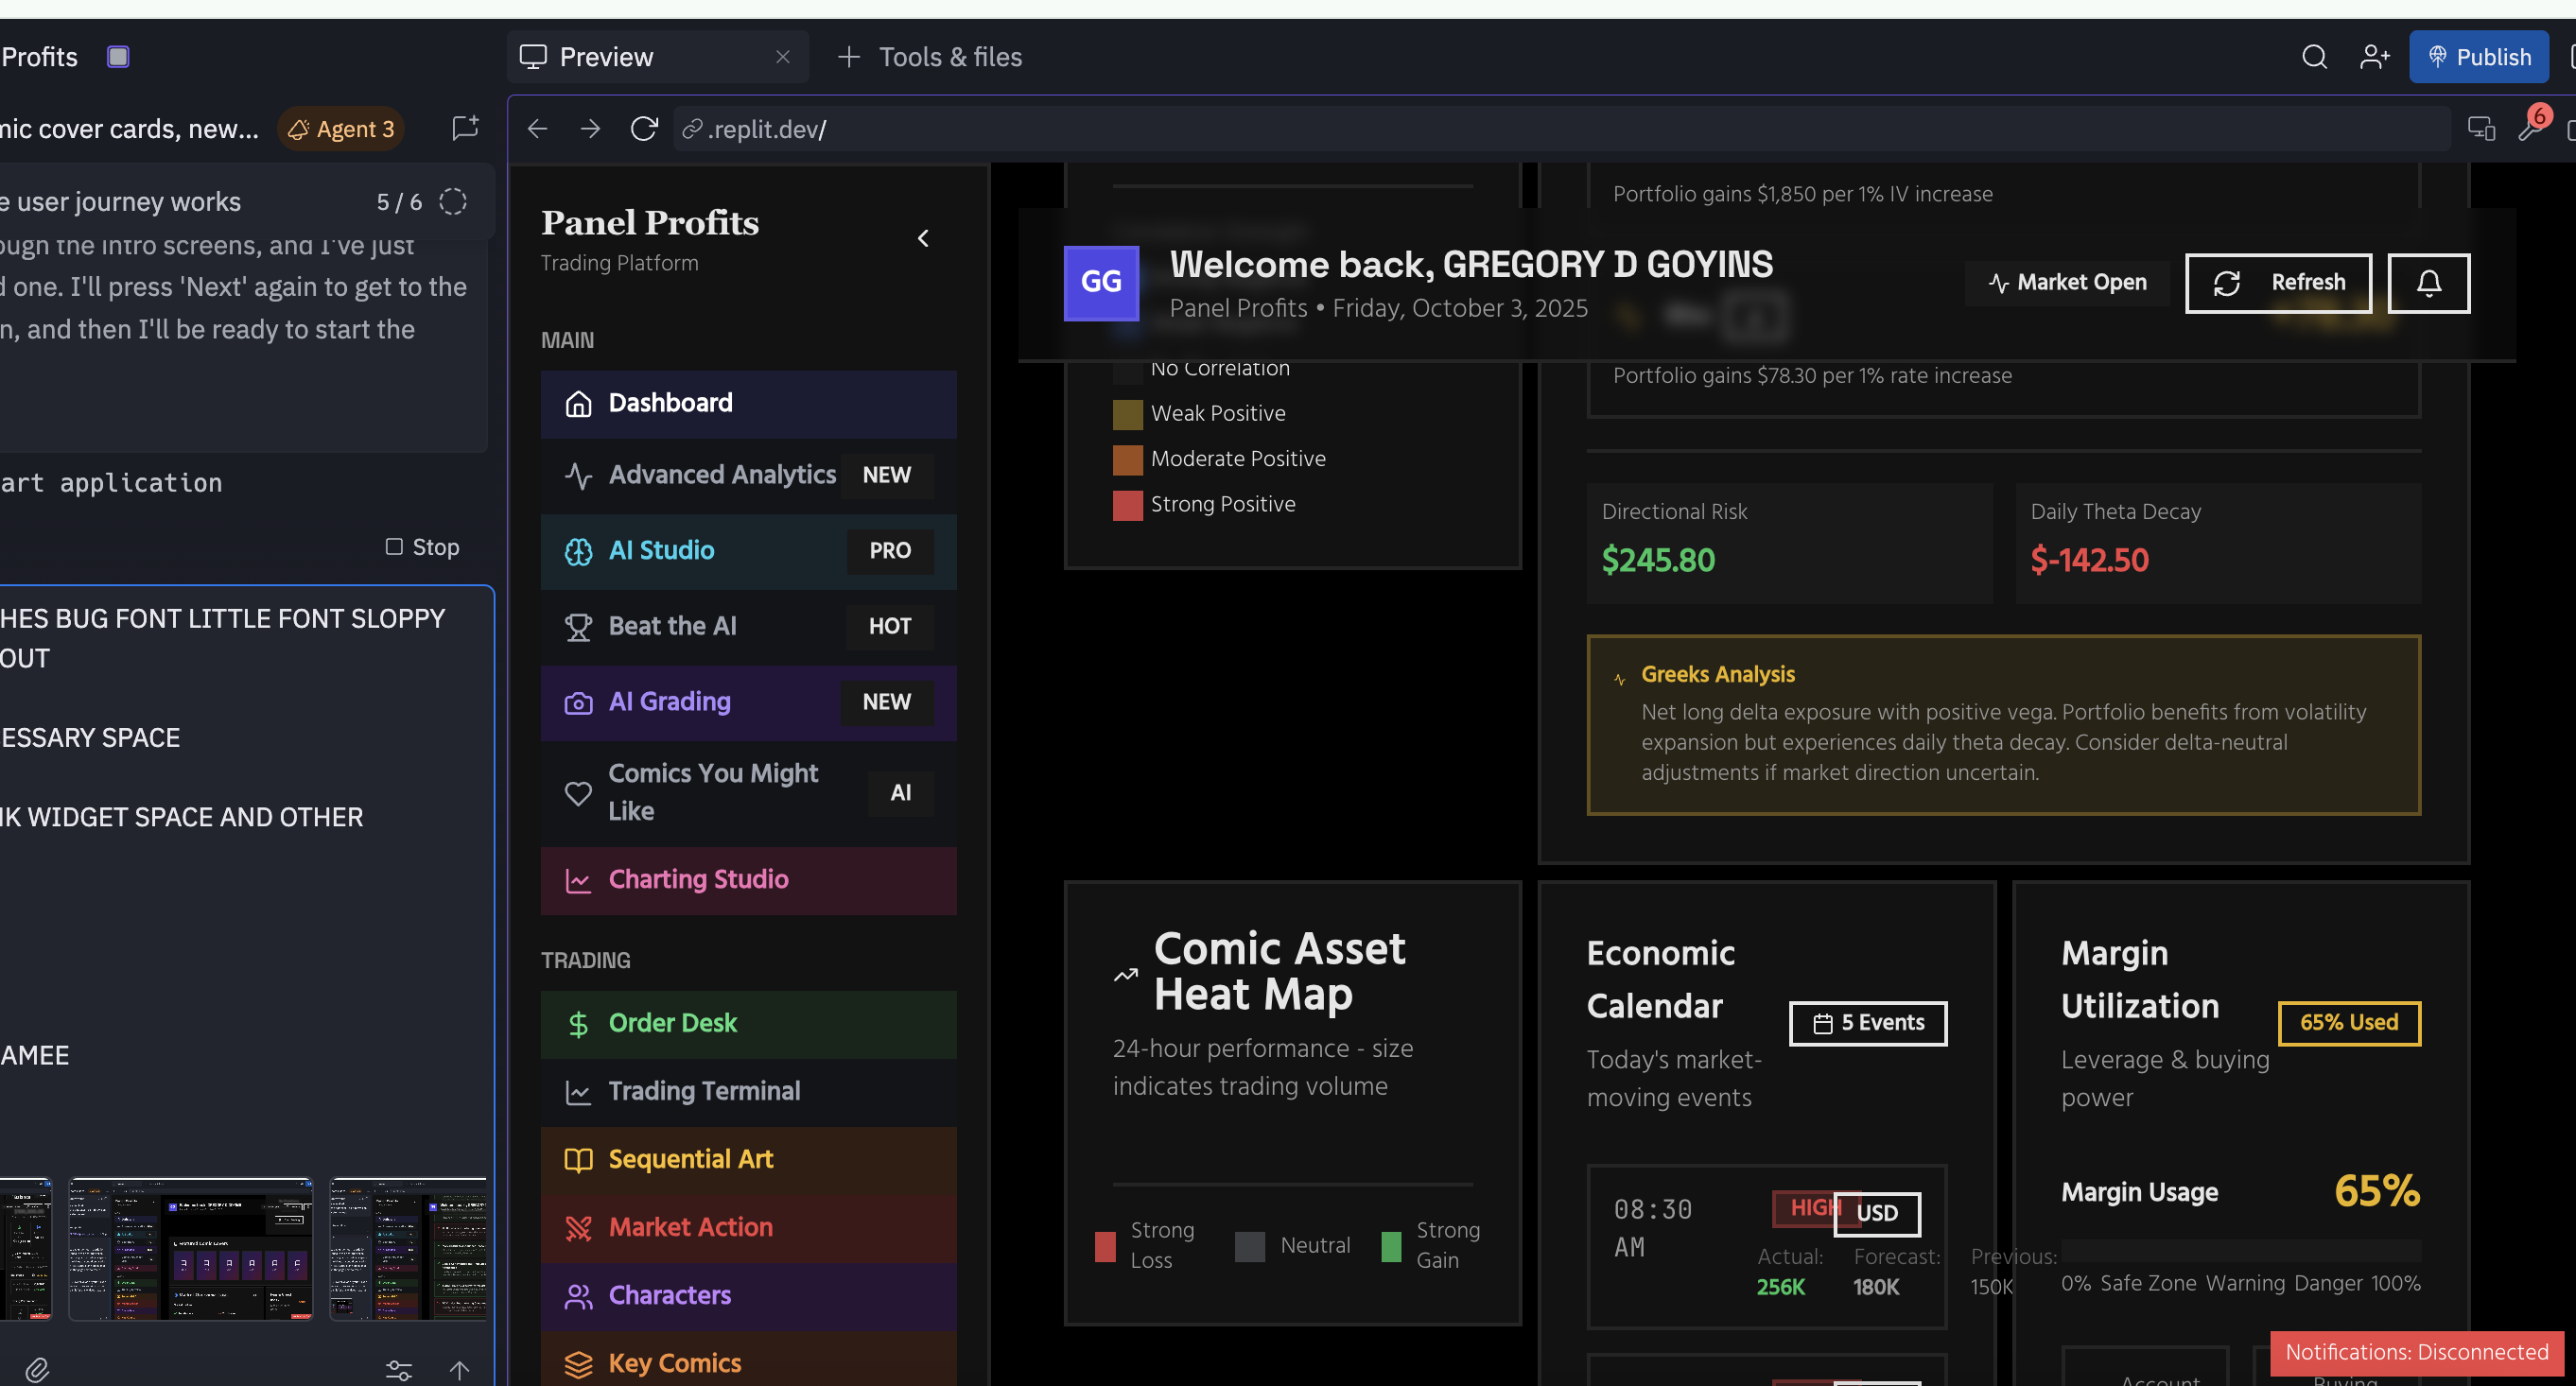 Profits
Preview
Tools & files
Publish
mic cover cards, new...
Agent 3
.replit.dev/
6
e user journey works
5 / 6
ough the intro screens, and I've just
d one. I'll press 'Next' again to get to the
n, and then I'll be ready to start the
art application
Stop
HES BUG FONT LITTLE FONT SLOPPY
OUT
ESSARY SPACE
NK WIDGET SPACE AND OTHER
AMEE
Panel Profits
Trading Platform
MAIN
Dashboard
Advanced Analytics NEW
AI Studio PRO
Beat the AI HOT
AI Grading NEW
Comics You Might
Like
AI
Charting Studio
TRADING
Order Desk
Trading Terminal
Sequential Art
Market Action
Characters
Key Comics
Portfolio gains $1,850 per 1% IV increase
GG
Welcome back, GREGORY D GOYINS
Panel Profits • Friday, October 3, 2025
Market Open
Refresh
No Correlation
Weak Positive
Moderate Positive
Strong Positive
Portfolio gains $78.30 per 1% rate increase
Directional Risk
$245.80
Daily Theta Decay
$-142.50
Greeks Analysis
Net long delta exposure with positive vega. Portfolio benefits from volatility
expansion but experiences daily theta decay. Consider delta-neutral
adjustments if market direction uncertain.
Comic Asset
Heat Map
24-hour performance - size
indicates trading volume
Strong
Loss
Neutral
Strong
Gain
Economic
Calendar
5 Events
Today's market-
moving events
08:30
AM
HIGH
USD
Actual: Forecast: Previous:
256K 180K 150K
Margin
Utilization
65% Used
Leverage & buying
power
Margin Usage
65%
0% Safe Zone Warning Danger 100%
Notifications: Disconnected
Account
Buying